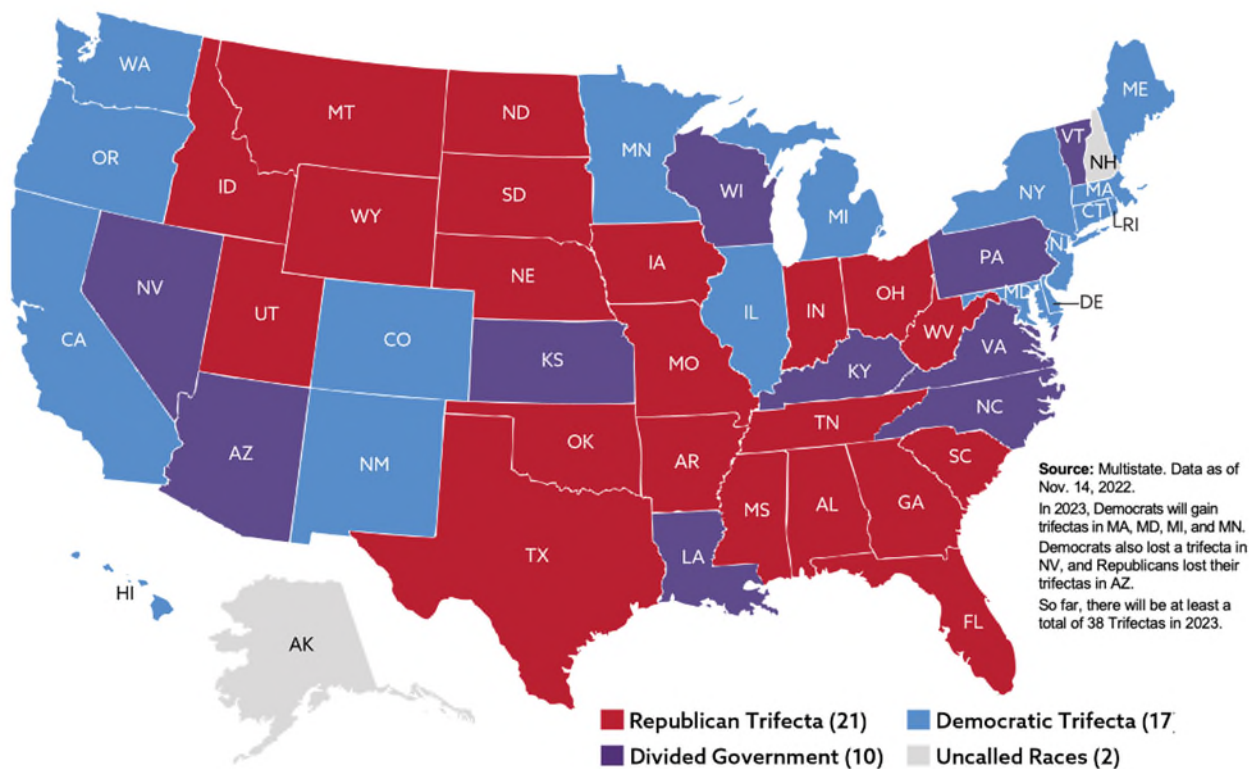 WA
MT
ND
MN
ME
OR
ID
SD
WI
VT
NH
WY
MI
NY
MA
CT
RI
NE
IA
PA
NJ
NV
UT
IL
IN
OH
MD
DE
CA
CO
KS
MO
WV
KY
VA
AZ
NM
OK
AR
TN
NC
SC
TX
LA
MS
AL
GA
FL
HI
AK
Source: Multistate. Data as of
Nov. 14, 2022.
In 2023, Democrats will gain
trifectas in MA, MD, MI, and MN.
Democrats also lost a trifecta in
NV, and Republicans lost their
trifectas in AZ.
So far, there will be at least a
total of 38 Trifectas in 2023.
Republican Trifecta (21)
Democratic Trifecta (17)
Divided Government (10)
Uncalled Races (2)